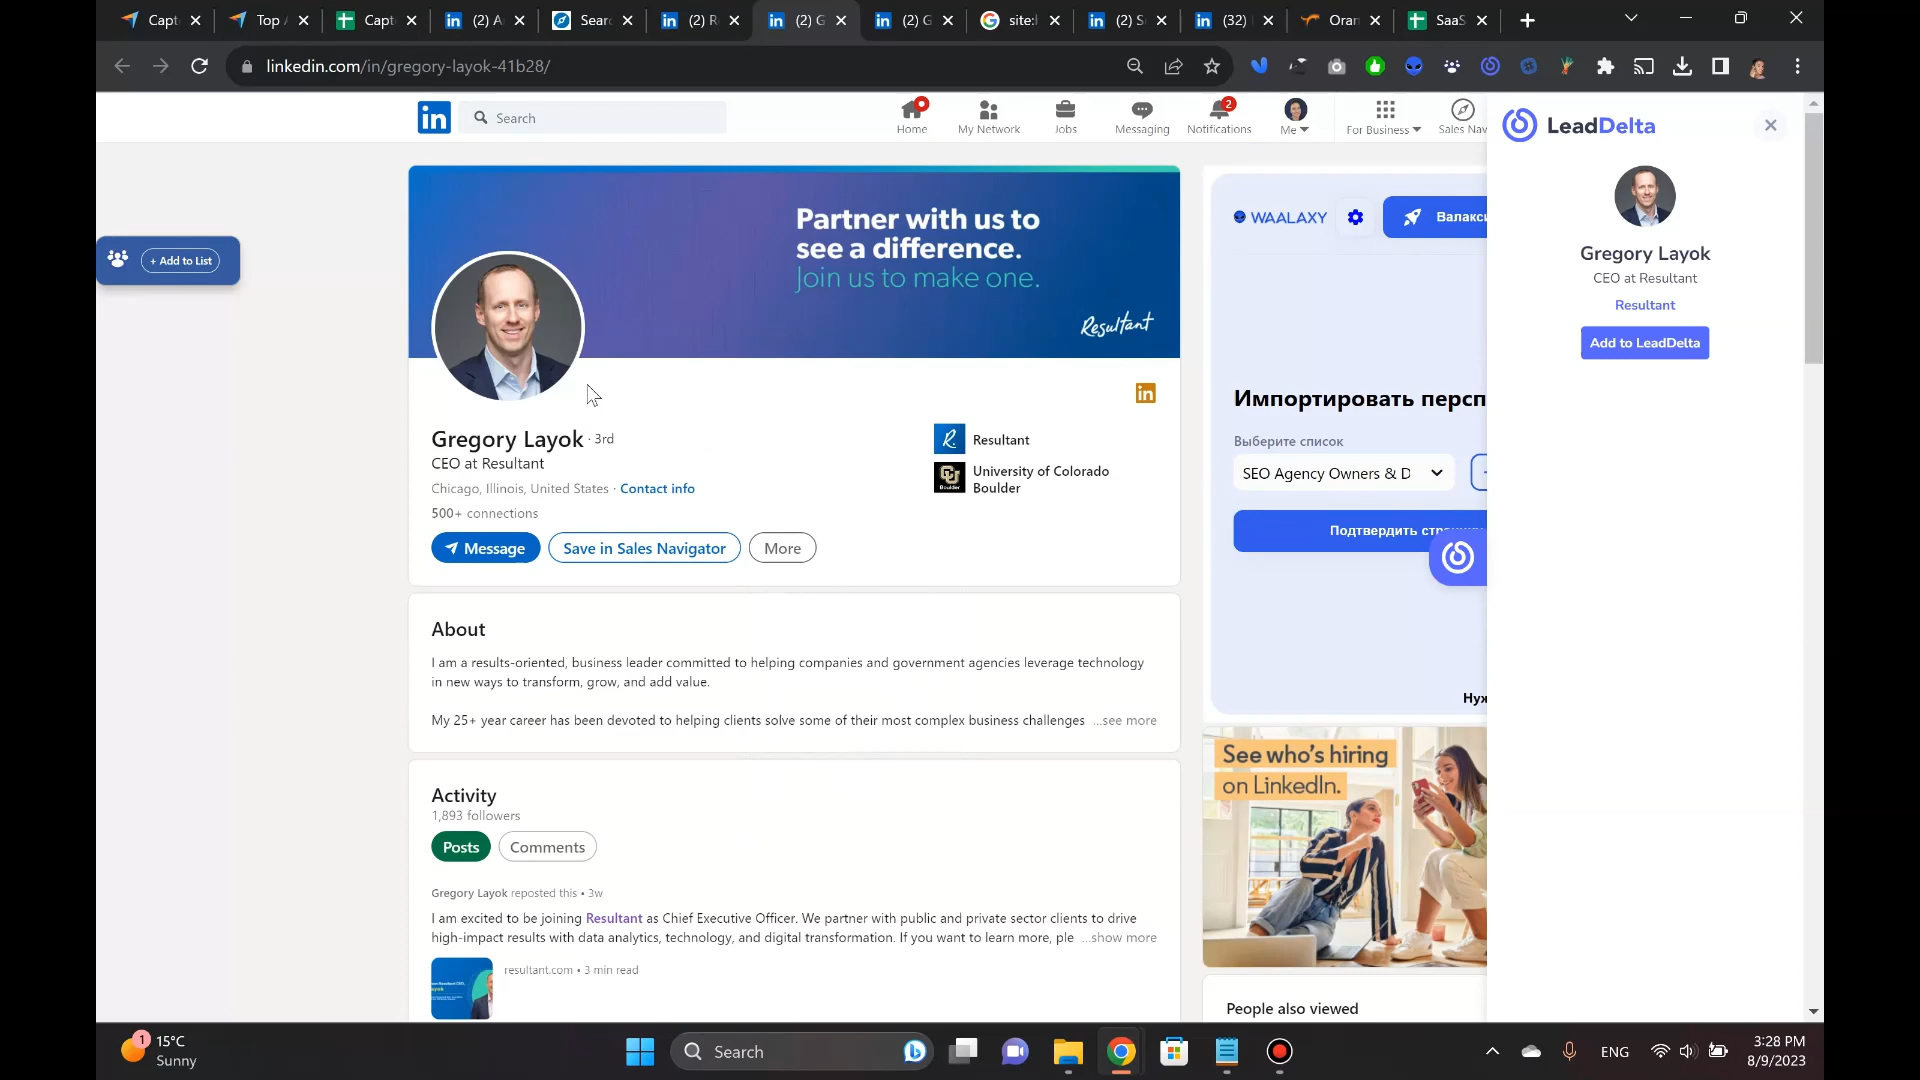 Capt
Top
Capt
(2) A
Sear
(2) R
(2) G
(2) G
site:
(2) S
(32)
Oran
SaaS
linkedin.com/in/gregory-layok-41b28/
in
Search
Home
My Network
Jobs
Messaging
2
Notifications
Me
For Business
Sales Nav
LeadDelta
Gregory Layok
CEO at Resultant
Resultant
Add to LeadDelta
+ Add to List
Partner with us to
see a difference.
Join us to make one.
Resultant
WAALAXY
Валакси
Импортировать персп
Выберите список
SEO Agency Owners & D
Подтвердить стран
Нуж
in
Gregory Layok · 3rd
CEO at Resultant
Chicago, Illinois, United States · Contact info
500+ connections
Resultant
University of Colorado
Boulder
Message
Save in Sales Navigator
More
About
I am a results-oriented, business leader committed to helping companies and government agencies leverage technology
in new ways to transform, grow, and add value.
My 25+ year career has been devoted to helping clients solve some of their most complex business challenges ...see more
Activity
1,893 followers
Posts
Comments
Gregory Layok reposted this • 3w
I am excited to be joining Resultant as Chief Executive Officer. We partner with public and private sector clients to drive
high-impact results with data analytics, technology, and digital transformation. If you want to learn more, ple ...show more
resultant.com • 3 min read
See who's hiring
on LinkedIn.
People also viewed
1
15°C
Sunny
Search
ENG
3:28 PM
8/9/2023